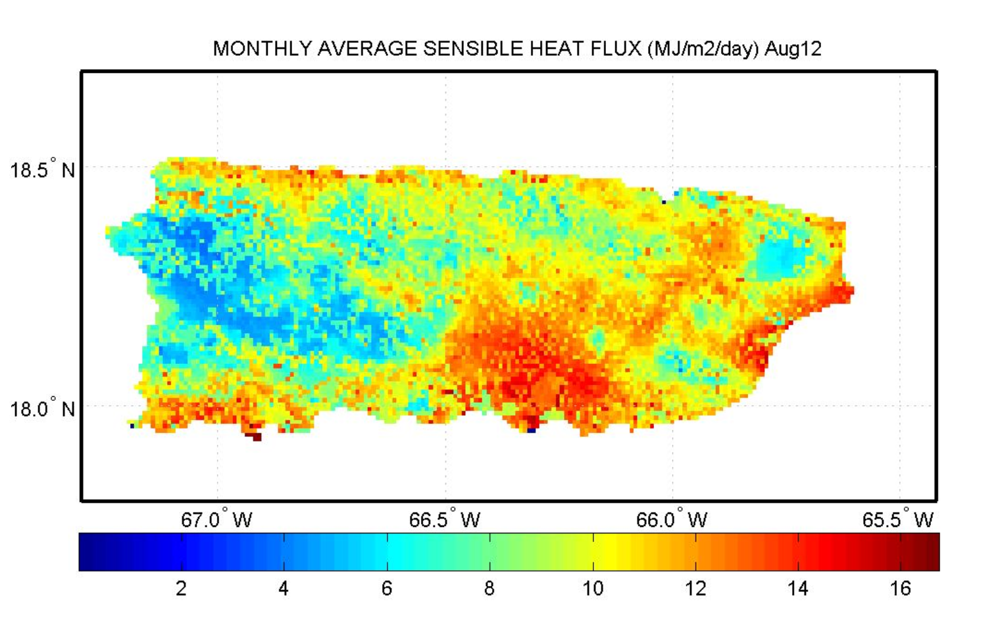 MONTHLY AVERAGE SENSIBLE HEAT FLUX (MJ/m2/day) Aug12
18.5° N
18.0° N
67.0° W 66.5° W 66.0° W 65.5° W
2 4 6 8 10 12 14 16